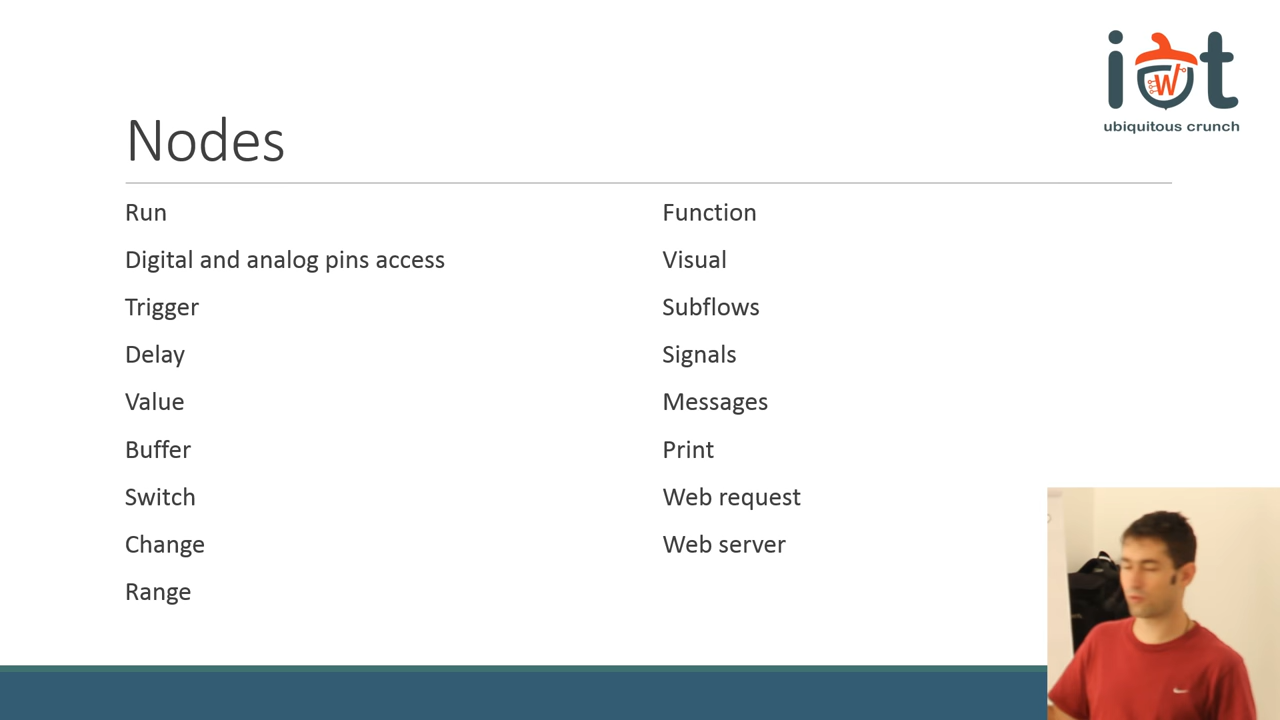 iot
W
ubiquitous crunch
Nodes
Run
Digital and analog pins access
Trigger
Delay
Value
Buffer
Switch
Change
Range
Function
Visual
Subflows
Signals
Messages
Print
Web request
Web server